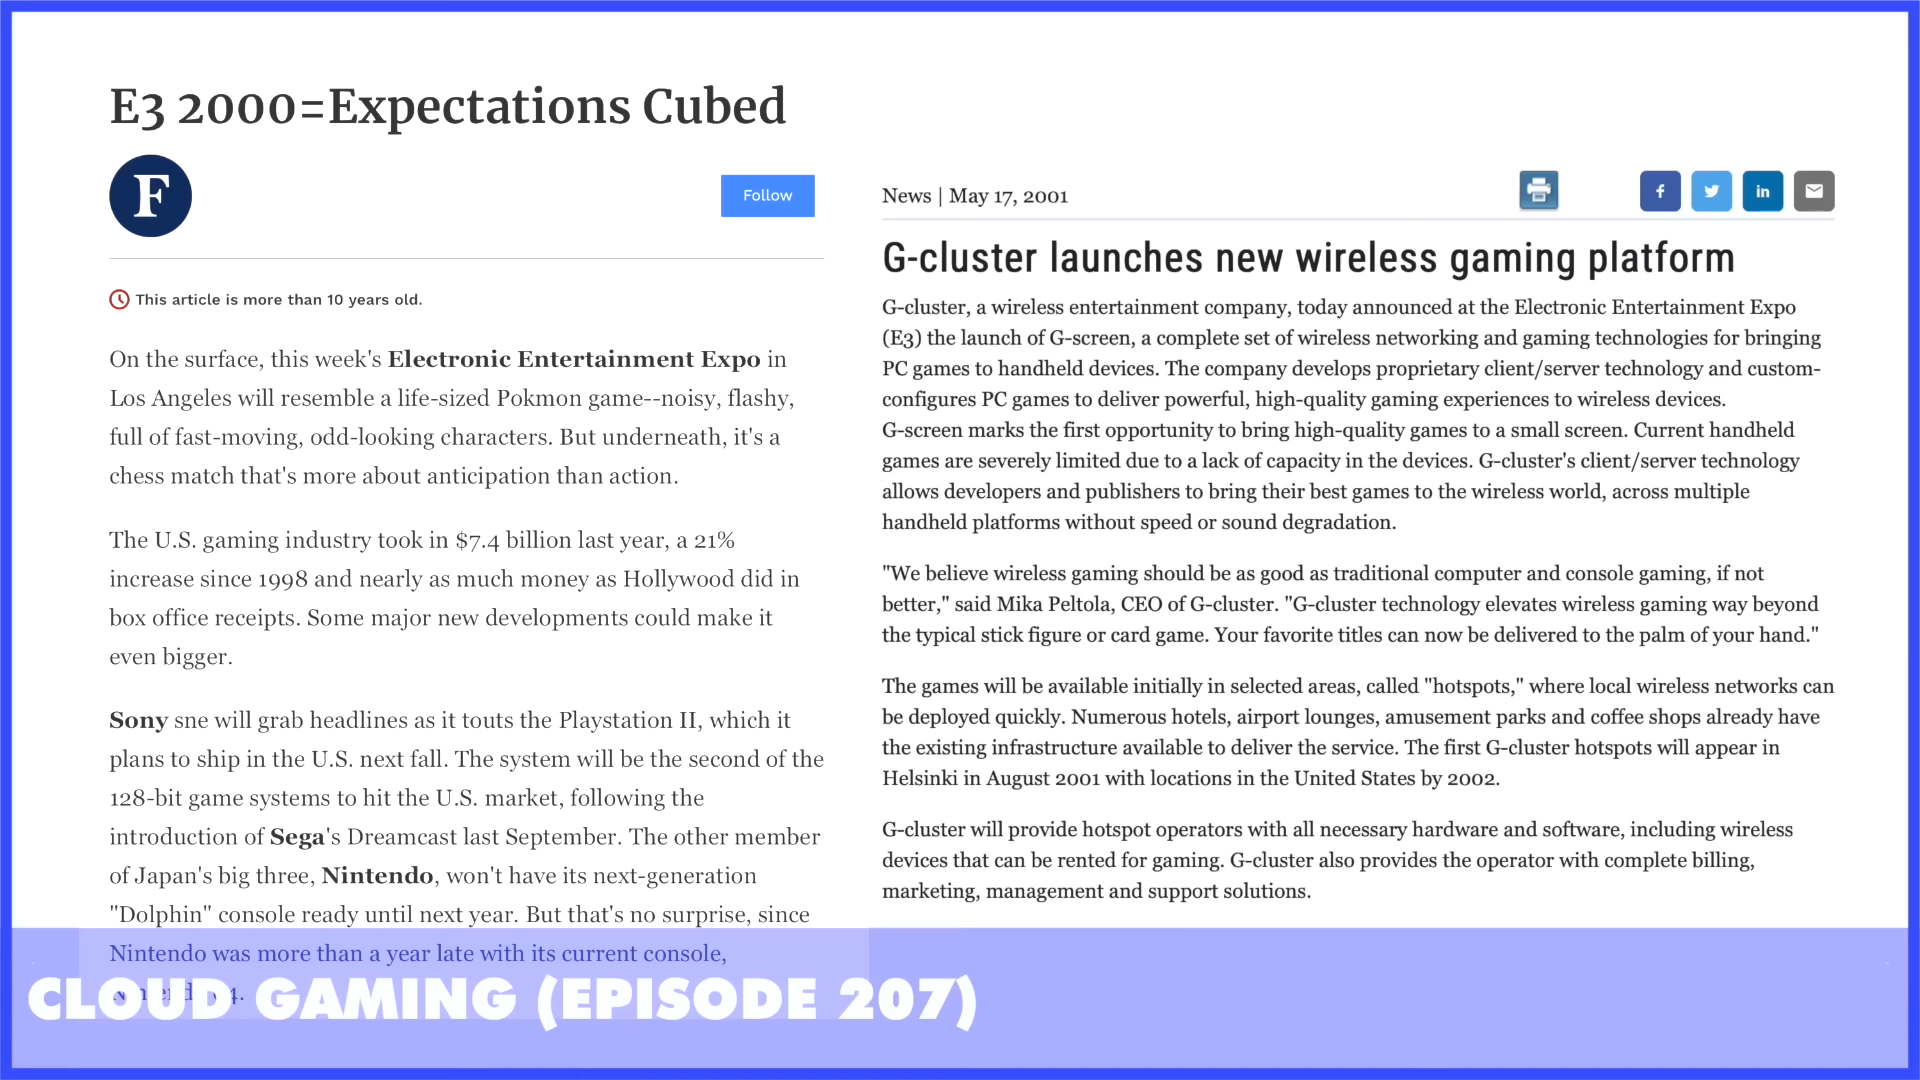 E3 2000=Expectations Cubed
F
Follow
This article is more than 10 years old.
On the surface, this week's Electronic Entertainment Expo in
Los Angeles will resemble a life-sized Pokmon game--noisy, flashy,
full of fast-moving, odd-looking characters. But underneath, it's a
chess match that's more about anticipation than action.
The U.S. gaming industry took in $7.4 billion last year, a 21%
increase since 1998 and nearly as much money as Hollywood did in
box office receipts. Some major new developments could make it
even bigger.
Sony sne will grab headlines as it touts the Playstation II, which it
plans to ship in the U.S. next fall. The system will be the second of the
128-bit game systems to hit the U.S. market, following the
introduction of Sega's Dreamcast last September. The other member
of Japan's big three, Nintendo, won't have its next-generation
"Dolphin" console ready until next year. But that's no surprise, since
Nintendo was more than a year late with its current console,
News | May 17, 2001
f
in
G-cluster launches new wireless gaming platform
G-cluster, a wireless entertainment company, today announced at the Electronic Entertainment Expo
(E3) the launch of G-screen, a complete set of wireless networking and gaming technologies for bringing
PC games to handheld devices. The company develops proprietary client/server technology and custom-
configures PC games to deliver powerful, high-quality gaming experiences to wireless devices.
G-screen marks the first opportunity to bring high-quality games to a small screen. Current handheld
games are severely limited due to a lack of capacity in the devices. G-cluster's client/server technology
allows developers and publishers to bring their best games to the wireless world, across multiple
handheld platforms without speed or sound degradation.
"We believe wireless gaming should be as good as traditional computer and console gaming, if not
better," said Mika Peltola, CEO of G-cluster. "G-cluster technology elevates wireless gaming way beyond
the typical stick figure or card game. Your favorite titles can now be delivered to the palm of your hand."
The games will be available initially in selected areas, called "hotspots," where local wireless networks can
be deployed quickly. Numerous hotels, airport lounges, amusement parks and coffee shops already have
the existing infrastructure available to deliver the service. The first G-cluster hotspots will appear in
Helsinki in August 2001 with locations in the United States by 2002.
G-cluster will provide hotspot operators with all necessary hardware and software, including wireless
devices that can be rented for gaming. G-cluster also provides the operator with complete billing,
marketing, management and support solutions.
CLOUD GAMING (EPISODE 207)